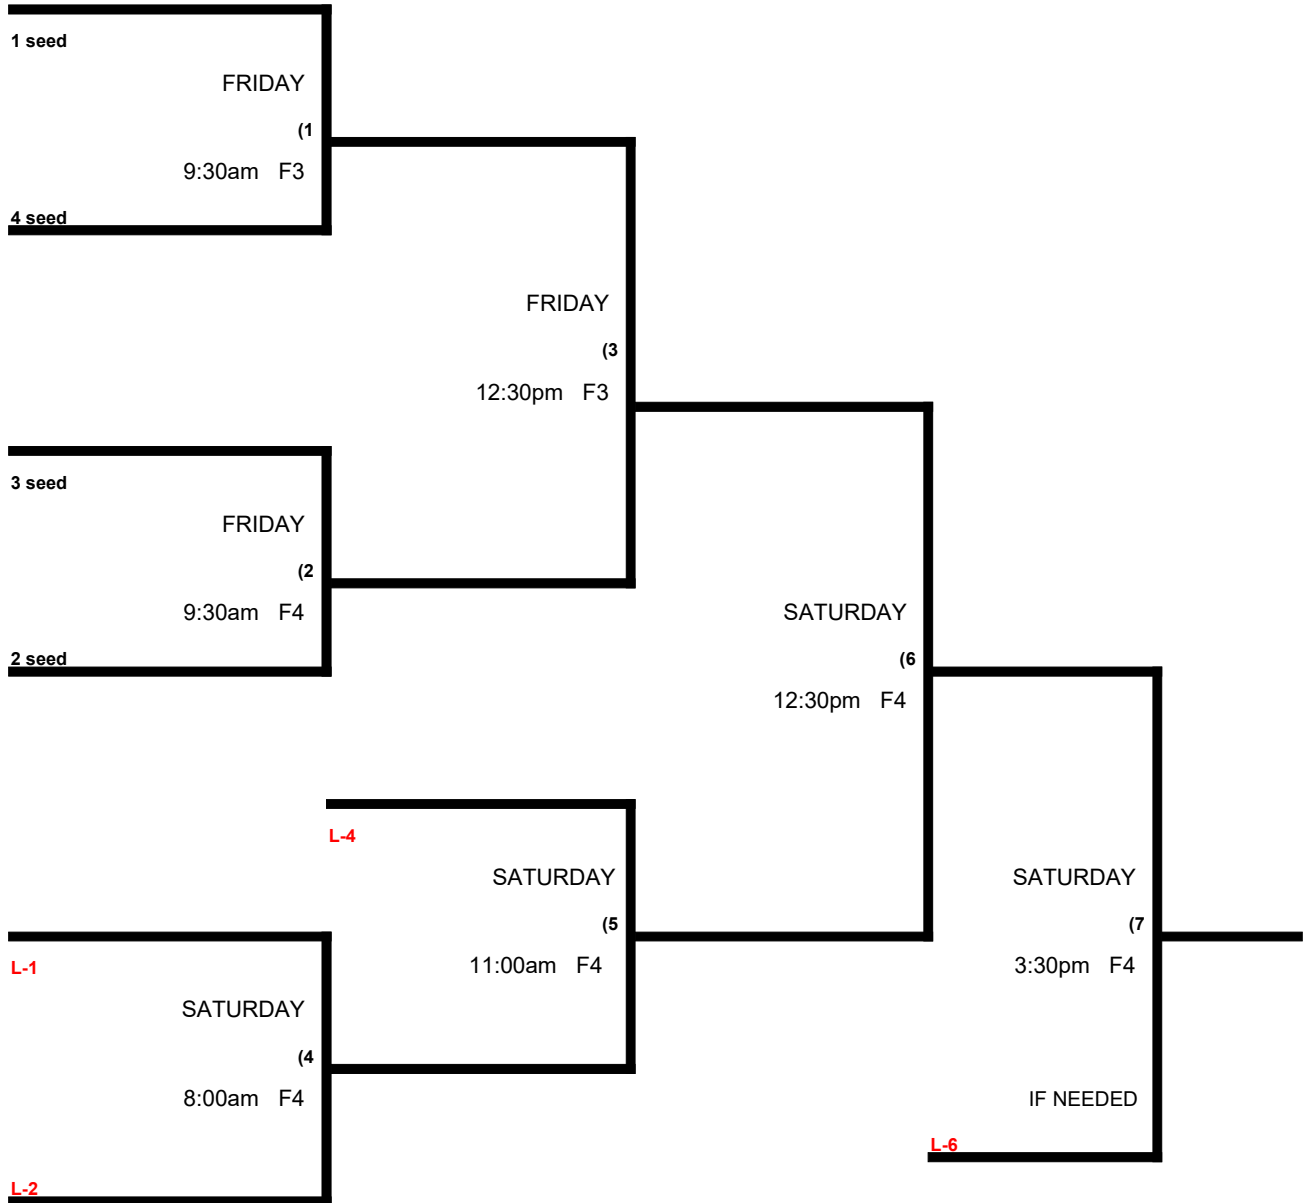 1 seed
FRIDAY
(1
9:30am F3
4 seed
FRIDAY
(3
12:30pm F3
3 seed
FRIDAY
(2
9:30am F4
2 seed
SATURDAY
(6
12:30pm F4
L-4
SATURDAY
(5
11:00am F4
SATURDAY
(7
3:30pm F4
L-1
SATURDAY
(4
8:00am F4
IF NEEDED
L-6
L-2